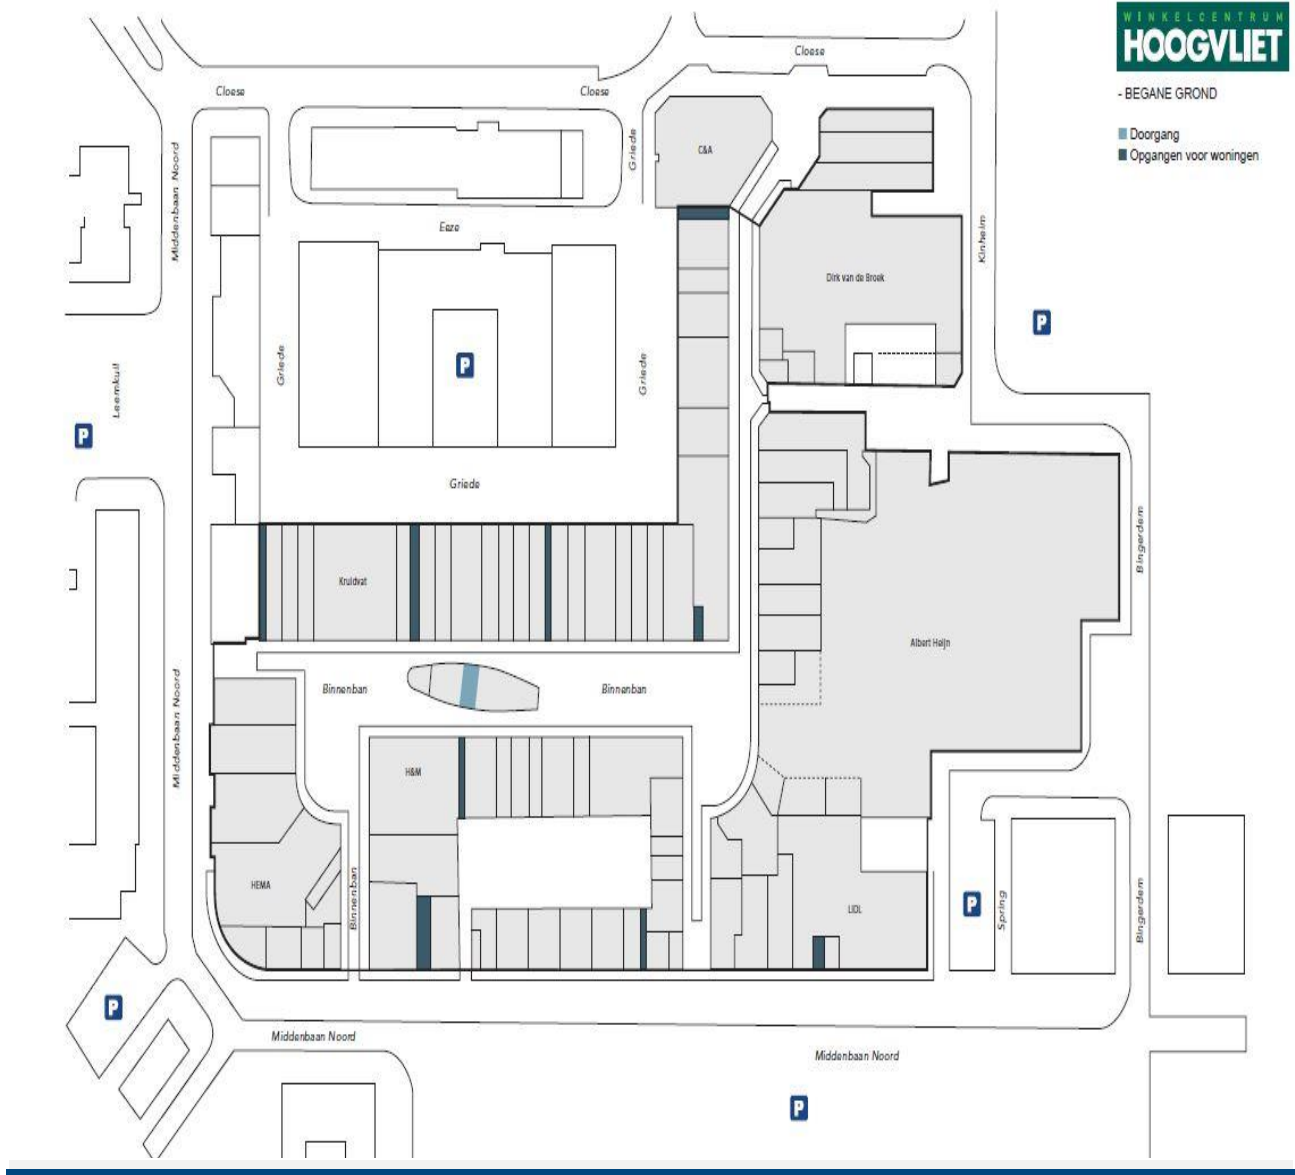 WINKELCENTRUM
HOOGVLIET
- BEGANE GROND
Doorgang
Opgangen voor woningen
Cloese
Cloese
Cloese
Griede
C&A
Middenbaan Noord
Eeze
Kinheim
Dirk van de Broek
P
P
Griede
Griede
Leemkuil
P
P
Griede
Bingerdem
Kruidvat
Albert Heijn
Binnenban
Binnenban
Middenbaan Noord
H&M
HEMA
Binnenban
LIDL
P
Spring
Bingerdem
P
Middenbaan Noord
Middenbaan Noord
P